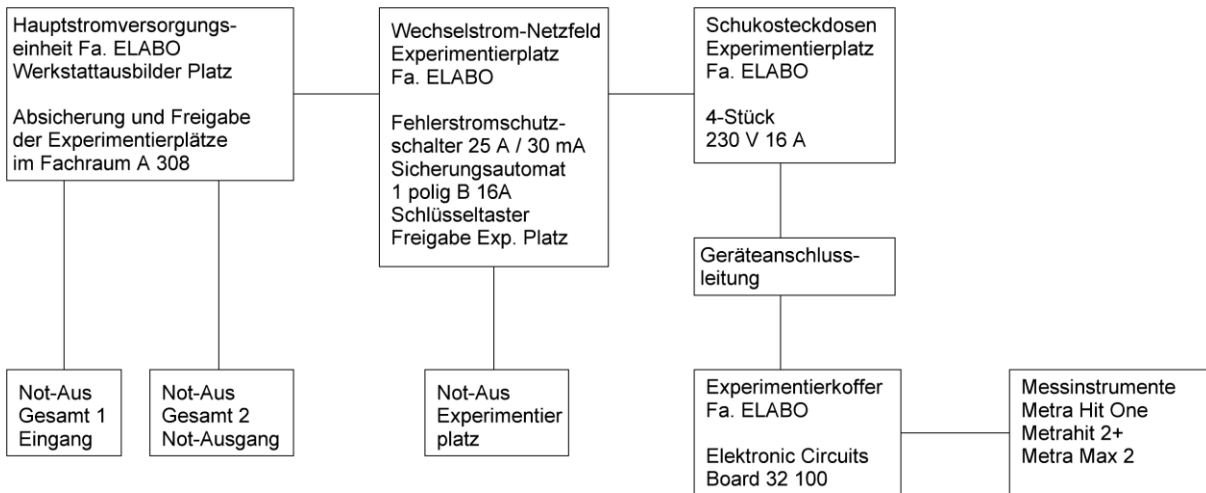 Hauptstromversorgungs-
einheit Fa. ELABO
Werkstattausbilder Platz
Absicherung und Freigabe
der Experimentierplätze
im Fachraum A 308
Wechselstrom-Netzfeld
Experimentierplatz
Fa. ELABO
Fehlerstromschutz-
schalter 25 A / 30 mA
Sicherungsautomat
1 polig B 16A
Schlüsseltaster
Freigabe Exp. Platz
Schukosteckdosen
Experimentierplatz
Fa. ELABO
4-Stück
230 V 16 A
Geräteanschluss-
leitung
Not-Aus
Gesamt 1
Eingang
Not-Aus
Gesamt 2
Not-Ausgang
Not-Aus
Experimentier
platz
Experimentierkoffer
Fa. ELABO
Elektronic Circuits
Board 32 100
Messinstrumente
Metra Hit One
Metrahit 2+
Metra Max 2